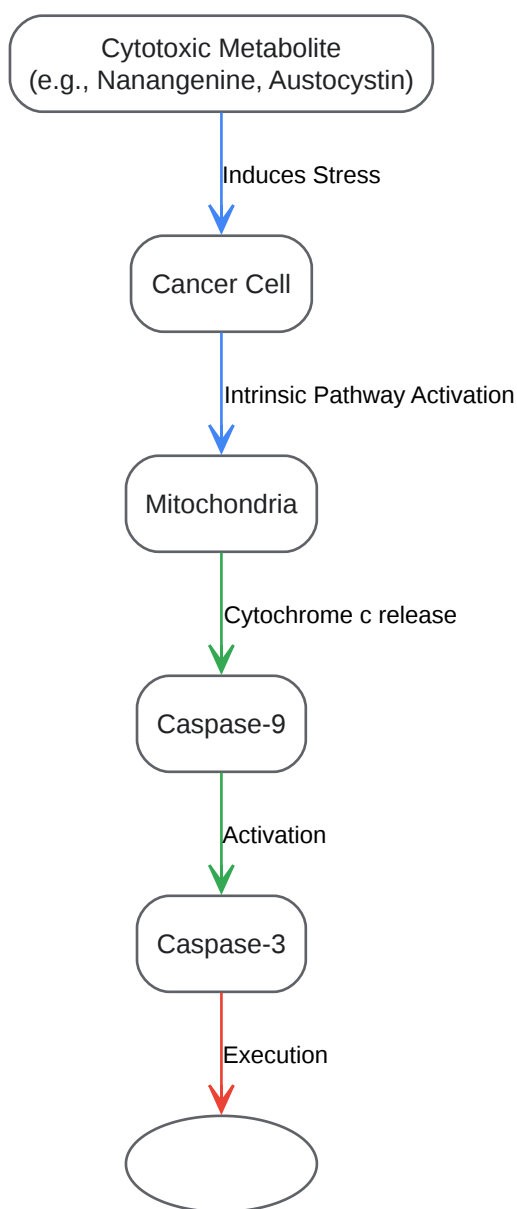 Cytotoxic Metabolite
(e.g., Nanangenine, Austocystin)
Induces Stress
Cancer Cell
Intrinsic Pathway Activation
Mitochondria
Cytochrome c release
Caspase-9
Activation
Caspase-3
Execution